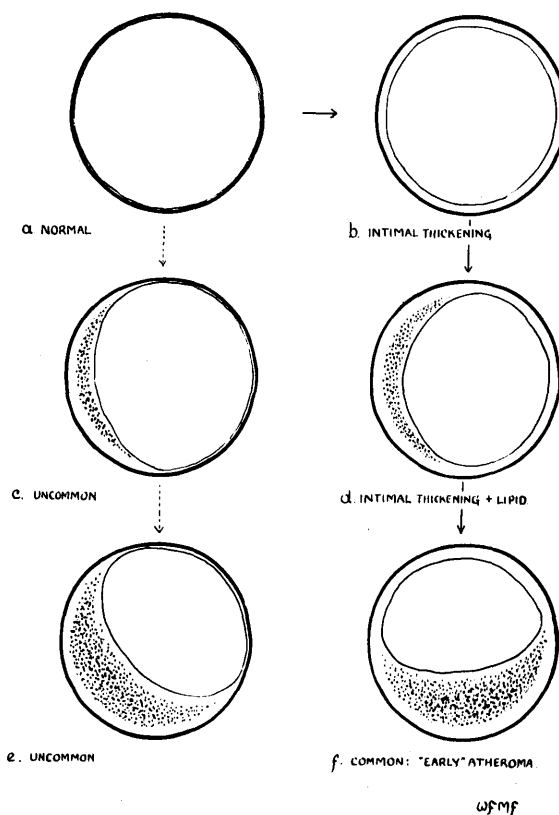 a NORMAL
b. INTIMAL THICKENING
c. UNCOMMON
d. INTIMAL THICKENING + LIPID.
e. UNCOMMON
f. COMMON: "EARLY" ATHEROMA.
WFMF